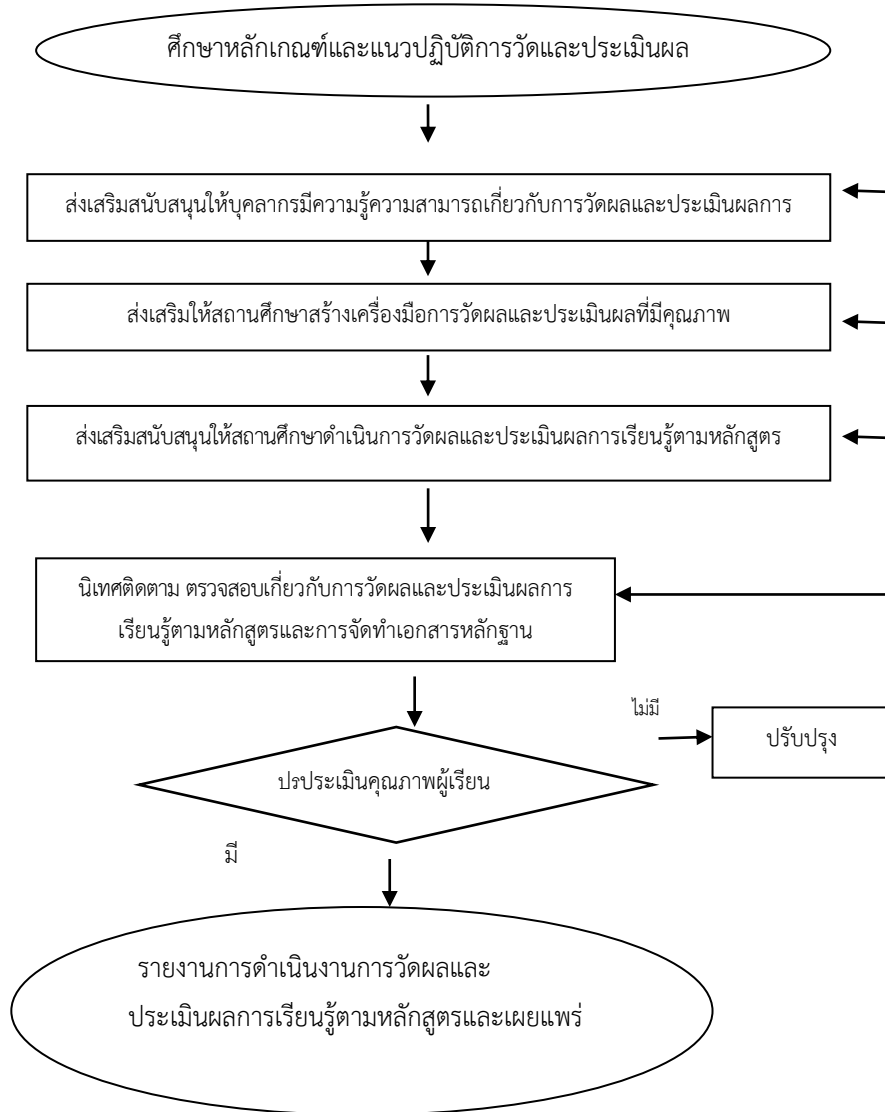 ศึกษาหลักเกณฑ์และแนวปฏิบัติการวัดและประเมินผล
ส่งเสริมสนับสนุนให้บุคลากรมีความรู้ความสามารถเกี่ยวกับการวัดผลและประเมินผลการ
ส่งเสริมให้สถานศึกษาสร้างเครื่องมือการวัดผลและประเมินผลที่มีคุณภาพ
ส่งเสริมสนับสนุนให้สถานศึกษาดำเนินการวัดผลและประเมินผลการเรียนรู้ตามหลักสูตร
นิเทศติดตาม ตรวจสอบเกี่ยวกับการวัดผลและประเมินผลการ
เรียนรู้ตามหลักสูตรและการจัดทำเอกสารหลักฐาน
ไม่มี
ปรับปรุง
ปรประเมินคุณภาพผู้เรียน
มี
รายงานการดำเนินงานการวัดผลและ
ประเมินผลการเรียนรู้ตามหลักสูตรและเผยแพร่